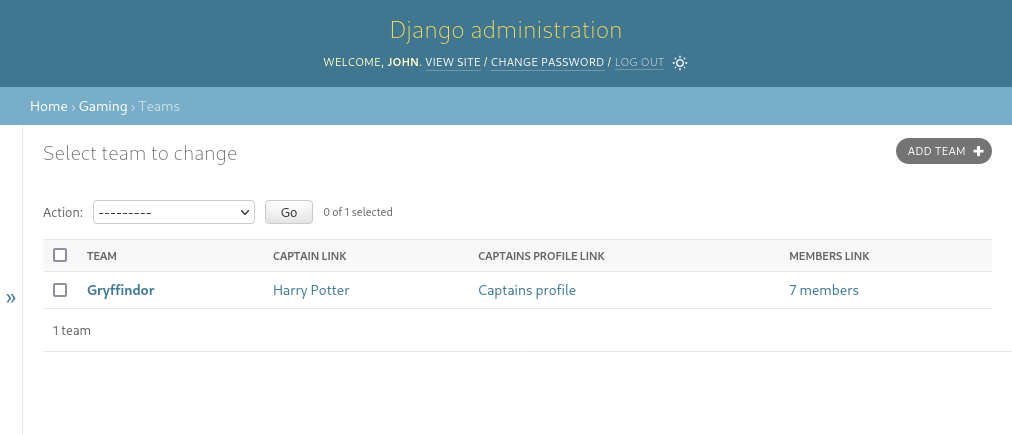 Django administration
WELCOME, JOHN. VIEW SITE / CHANGE PASSWORD / LOG OUT
Home › Gaming › Teams
Select team to change
ADD TEAM +
Action: --------- Go 0 of 1 selected
TEAM CAPTAIN LINK CAPTAINS PROFILE LINK MEMBERS LINK
»
Gryffindor Harry Potter Captains profile 7 members
1 team